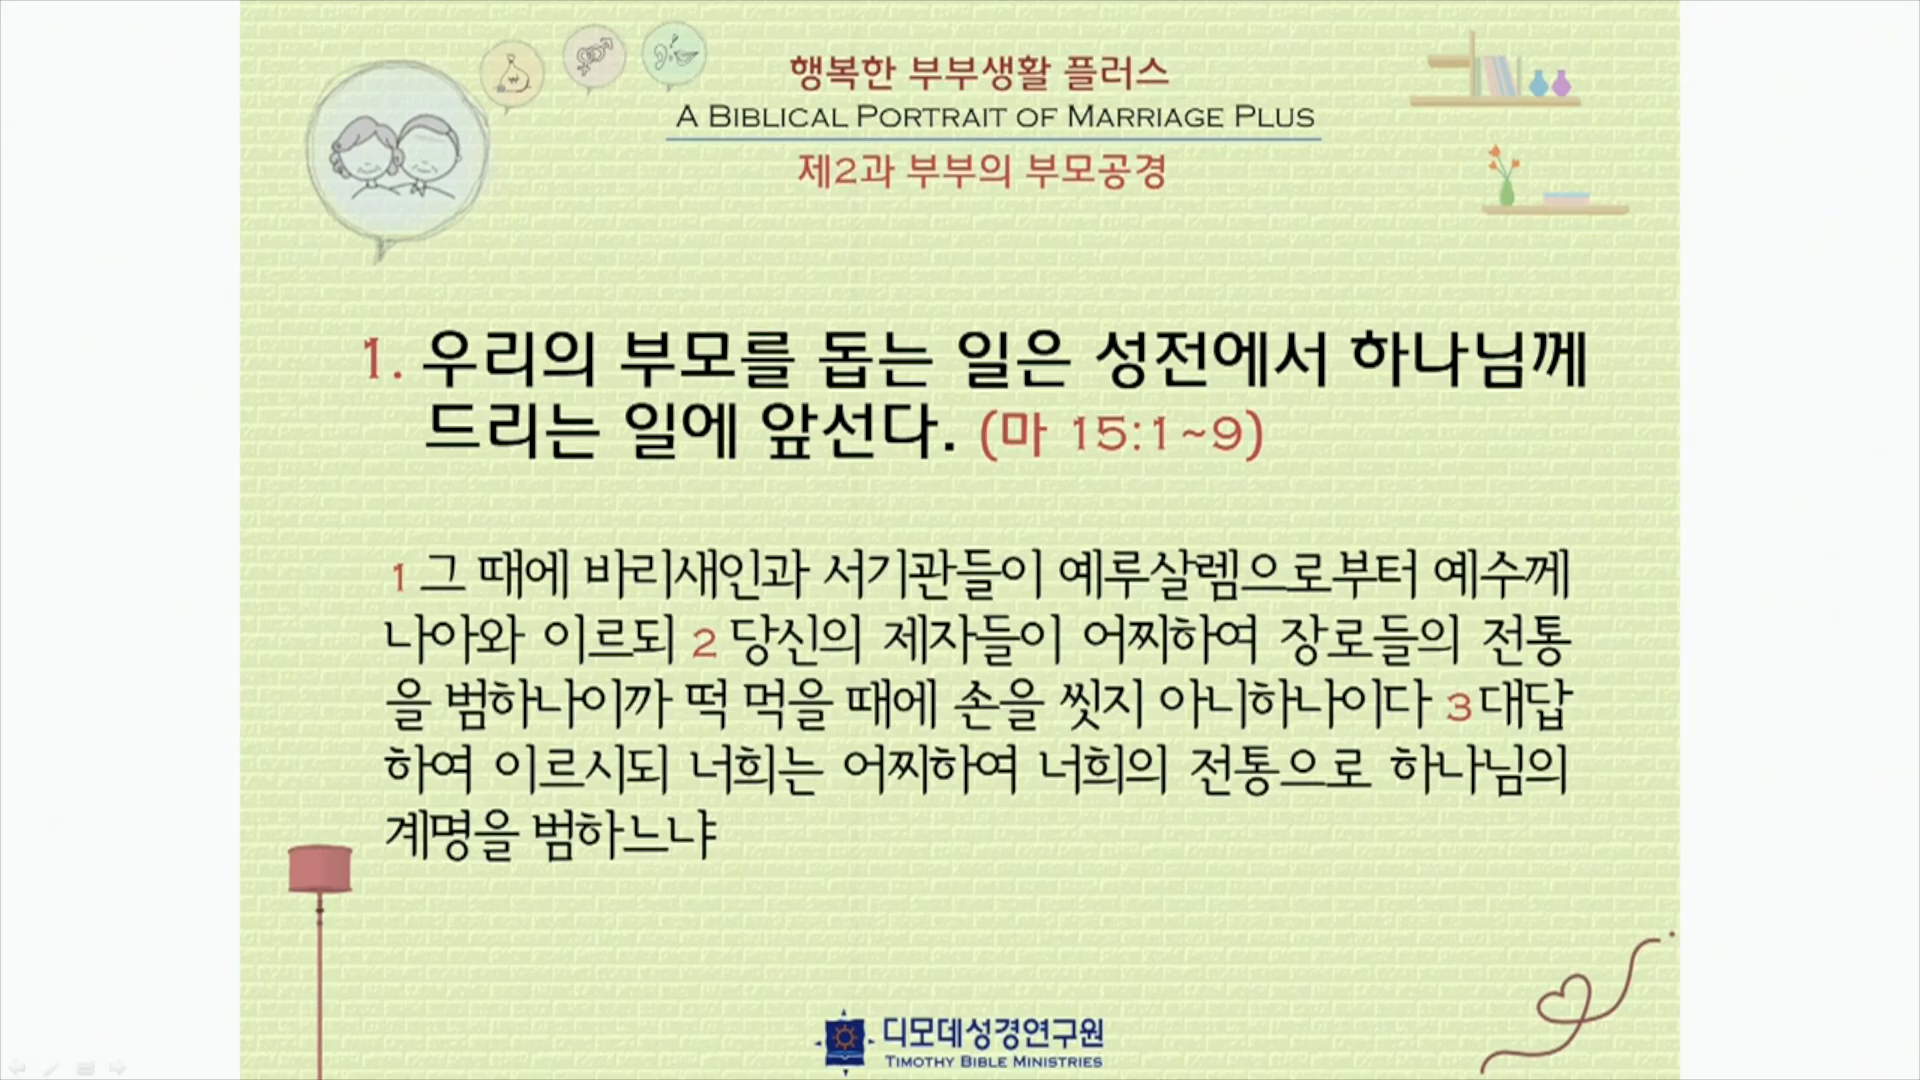 행복한 부부생활 플러스
A BIBLICAL PORTRAIT OF MARRIAGE PLUS
제2과 부부의 부모공경
1. 우리의 부모를 돕는 일은 성전에서 하나님께
드리는 일에 앞선다. (마 15:1~9)
1 그 때에 바리새인과 서기관들이 예루살렘으로부터 예수께
나아와 이르되 2 당신의 제자들이 어찌하여 장로들의 전통
을 범하나이까 떡 먹을 때에 손을 씻지 아니하나이다 3 대답
하여 이르시되 너희는 어찌하여 너희의 전통으로 하나님의
계명을 범하느냐
디모데성경연구원
TIMOTHY BIBLE MINISTRIES